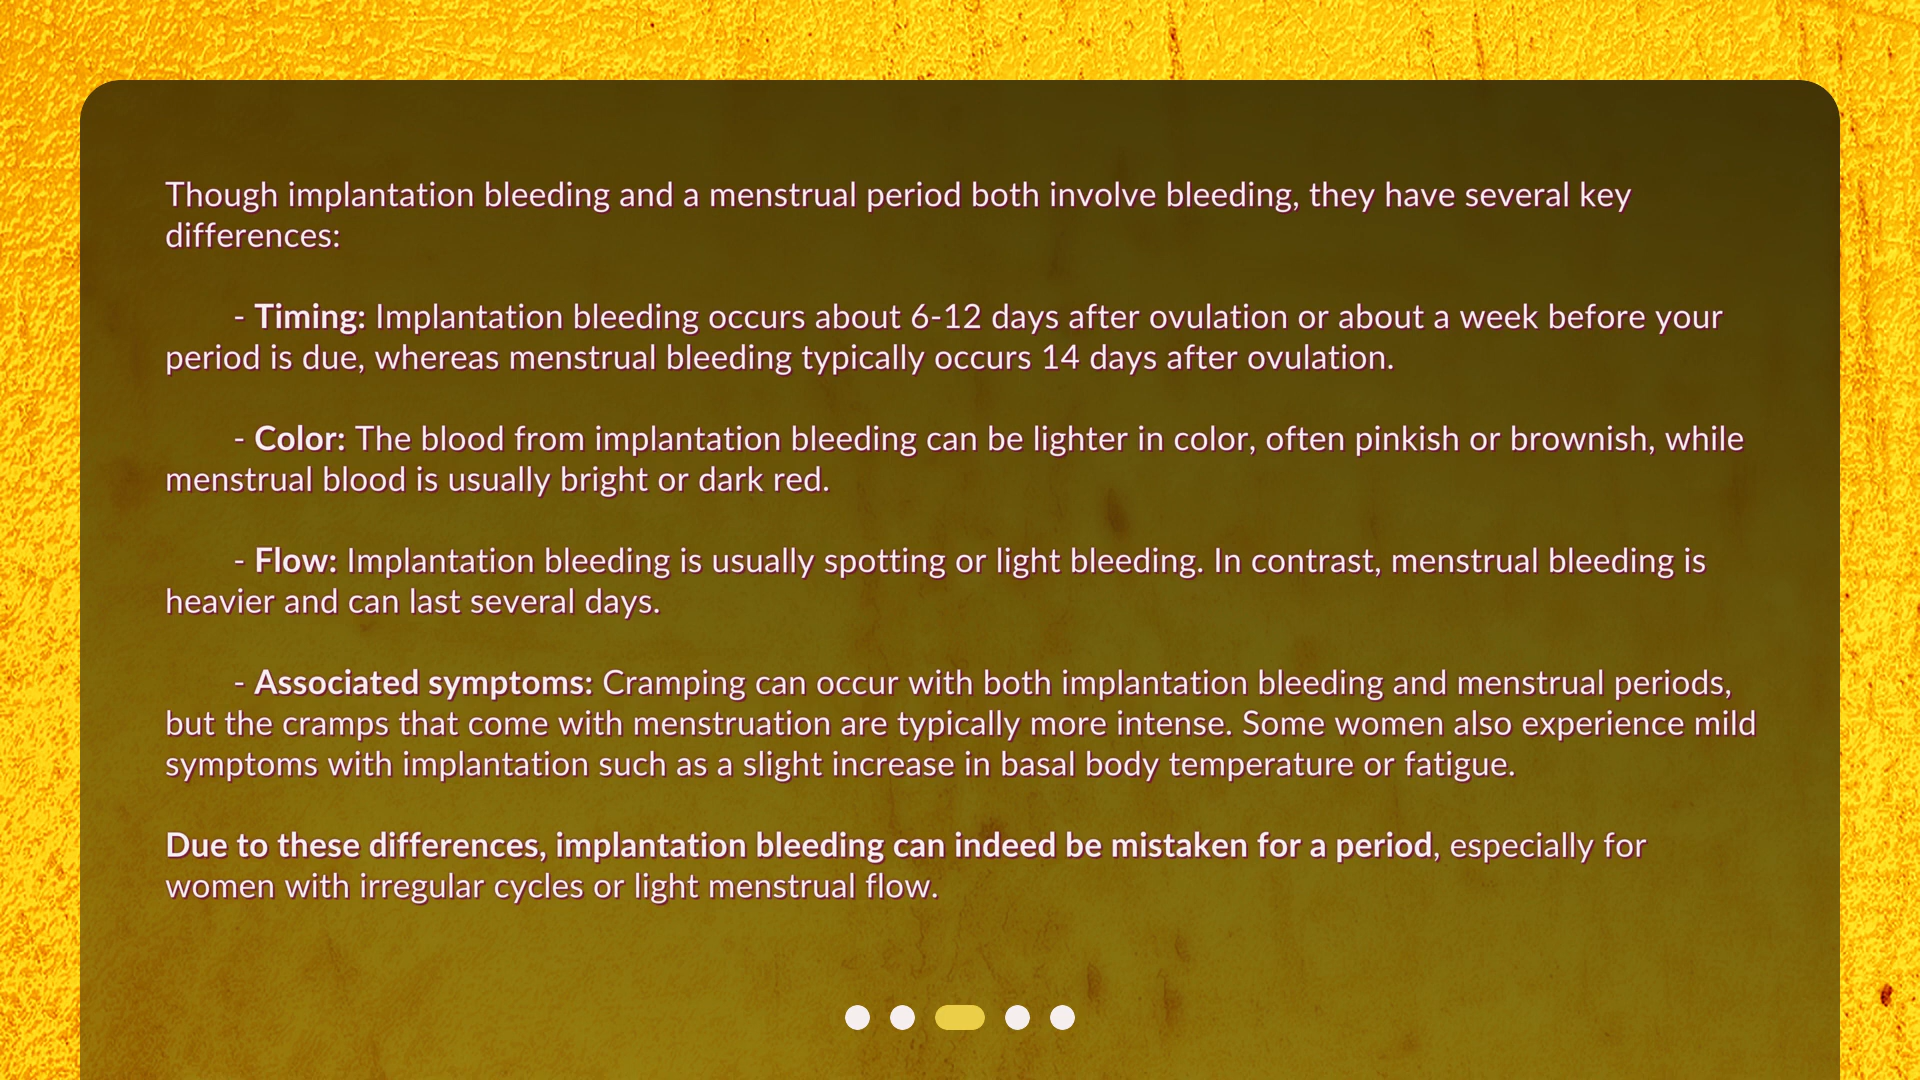 Though implantation bleeding and a menstrual period both involve bleeding, they have several key
differences:
- Timing: Implantation bleeding occurs about 6-12 days after ovulation or about a week before your
period is due, whereas menstrual bleeding typically occurs 14 days after ovulation.
- Color: The blood from implantation bleeding can be lighter in color, often pinkish or brownish, while
menstrual blood is usually bright or dark red.
- Flow: Implantation bleeding is usually spotting or light bleeding. In contrast, menstrual bleeding is
heavier and can last several days.
- Associated symptoms: Cramping can occur with both implantation bleeding and menstrual periods,
but the cramps that come with menstruation are typically more intense. Some women also experience mild
symptoms with implantation such as a slight increase in basal body temperature or fatigue.
Due to these differences, implantation bleeding can indeed be mistaken for a period, especially for
women with irregular cycles or light menstrual flow.